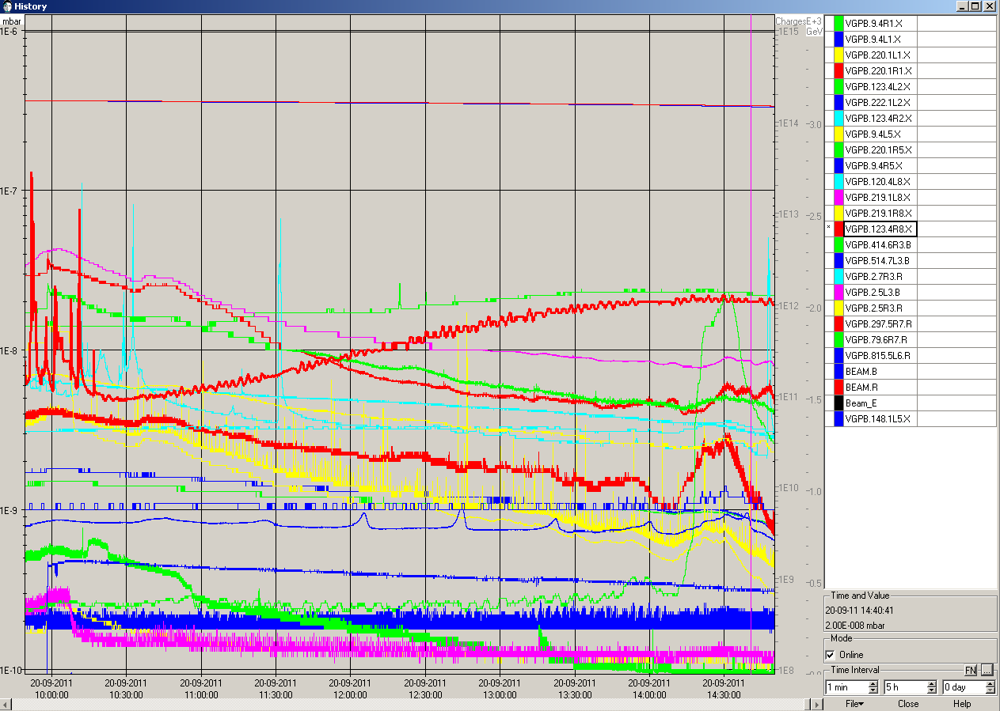 History
mbar
ChargesE+3
GeV
1E-6
1E-7
1E-8
1E-9
1E-10
1E15
1E14
1E13
1E12
1E11
1E10
1E9
1E8
-3.0
-2.5
-2.0
-1.5
-1.0
-0.5
20-09-2011 20-09-2011 20-09-2011 20-09-2011 20-09-2011 20-09-2011 20-09-2011 20-09-2011 20-09-2011 20-09-2011
10:00:00 10:30:00 11:00:00 11:30:00 12:00:00 12:30:00 13:00:00 13:30:00 14:00:00 14:30:00
VGPB.9.4R1.X
VGPB.9.4L1.X
VGPB.220.1L1.X
VGPB.220.1R1.X
VGPB.123.4L2.X
VGPB.222.1L2.X
VGPB.123.4R2.X
VGPB.9.4L5.X
VGPB.220.1R5.X
VGPB.9.4R5.X
VGPB.120.4L8.X
VGPB.219.1L8.X
VGPB.219.1R8.X
* VGPB.123.4R8.X
VGPB.414.6R3.B
VGPB.514.7L3.B
VGPB.2.7R3.R
VGPB.2.5L3.B
VGPB.2.5R3.R
VGPB.297.5R7.R
VGPB.79.6R7.R
VGPB.815.5L6.R
BEAM.B
BEAM.R
Beam_E
VGPB.148.1L5.X
Time and Value
20-09-11 14:40:41
2.00E-008 mbar
Mode
Online
Time Interval FN ...
1 min 5 h 0 day
File Close Help